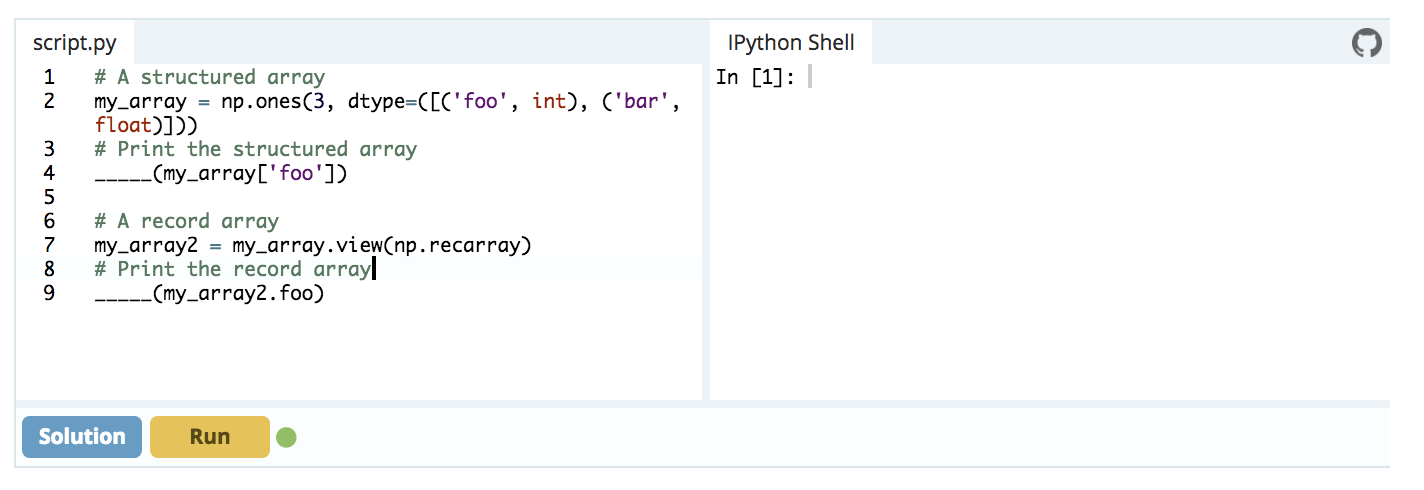 script.py
1 # A structured array
2 my_array = np.ones(3, dtype=([('foo', int), ('bar',
float)]))
3 # Print the structured array
4 _____(my_array['foo'])
5
6 # A record array
7 my_array2 = my_array.view(np.recarray)
8 # Print the record array
9 _____(my_array2.foo)
IPython Shell
In [1]:
Solution
Run